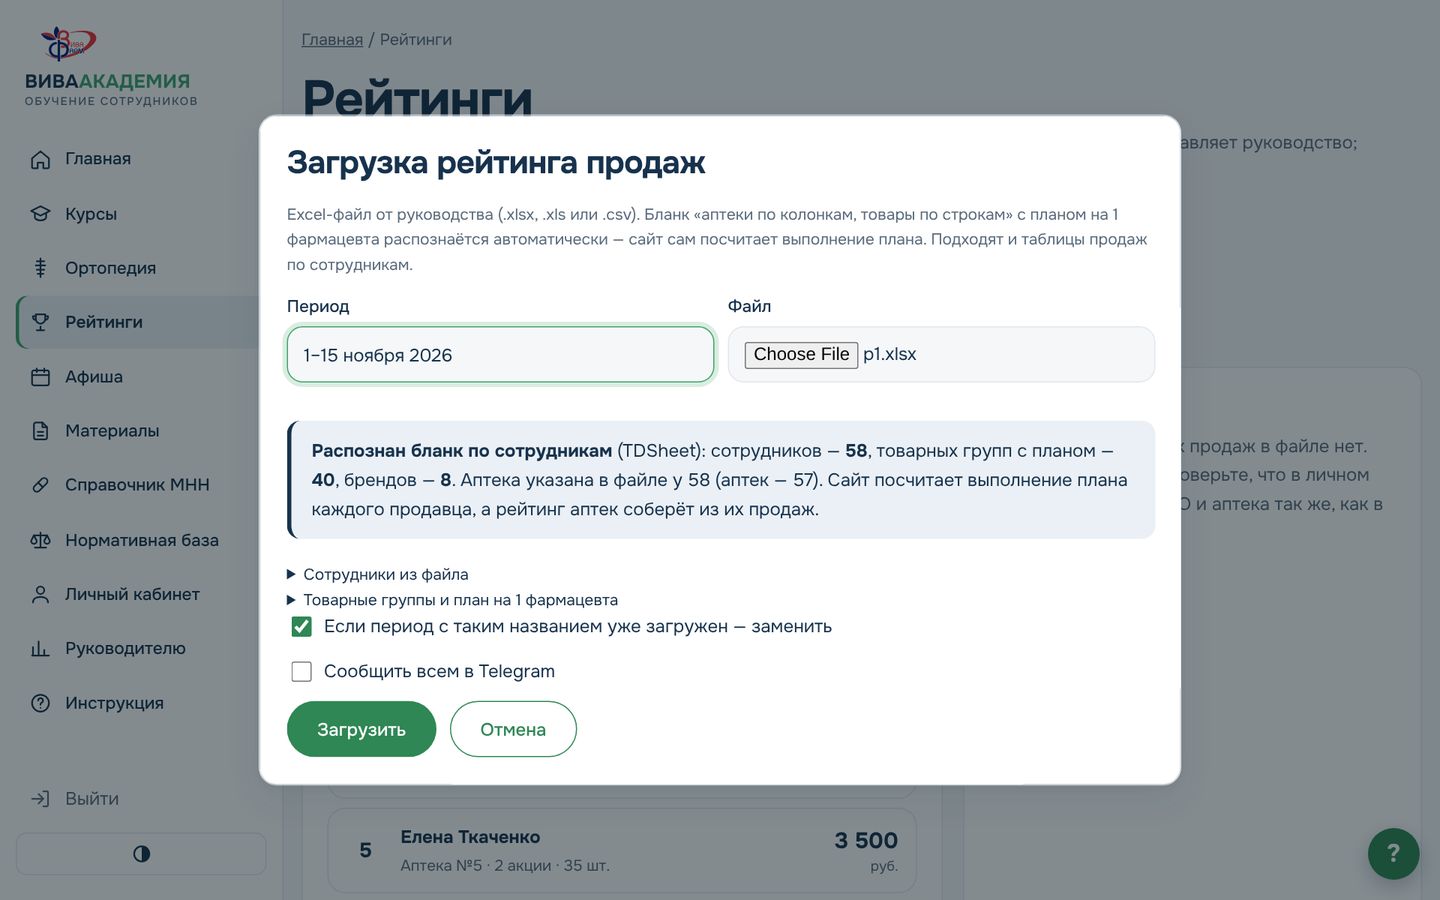 ВИВААКАДЕМИЯ
ОБУЧЕНИЕ СОТРУДНИКОВ
Главная
Курсы
Ортопедия
Рейтинги
Афиша
Материалы
Справочник МНН
Нормативная база
Личный кабинет
Руководителю
Инструкция
Выйти
Главная / Рейтинги
Рейтинги
руководство;
Загрузка рейтинга продаж
Excel-файл от руководства (.xlsx, .xls или .csv). Бланк «аптеки по колонкам, товары по строкам» с планом на 1
фармацевта распознаётся автоматически — сайт сам посчитает выполнение плана. Подходят и таблицы продаж
по сотрудникам.
Период
Файл
1–15 ноября 2026
Choose File p1.xlsx
Распознан бланк по сотрудникам (TDSheet): сотрудников — 58, товарных групп с планом —
40, брендов — 8. Аптека указана в файле у 58 (аптек — 57). Сайт посчитает выполнение плана
каждого продавца, а рейтинг аптек соберёт из их продаж.
Сотрудники из файла
Товарные группы и план на 1 фармацевта
Если период с таким названием уже загружен — заменить
Сообщить всем в Telegram
Загрузить
Отмена
продаж в файле нет.
что в личном
и аптека так же, как в
5
Елена Ткаченко
Аптека №5 · 2 акции · 35 шт.
3 500
руб.
?